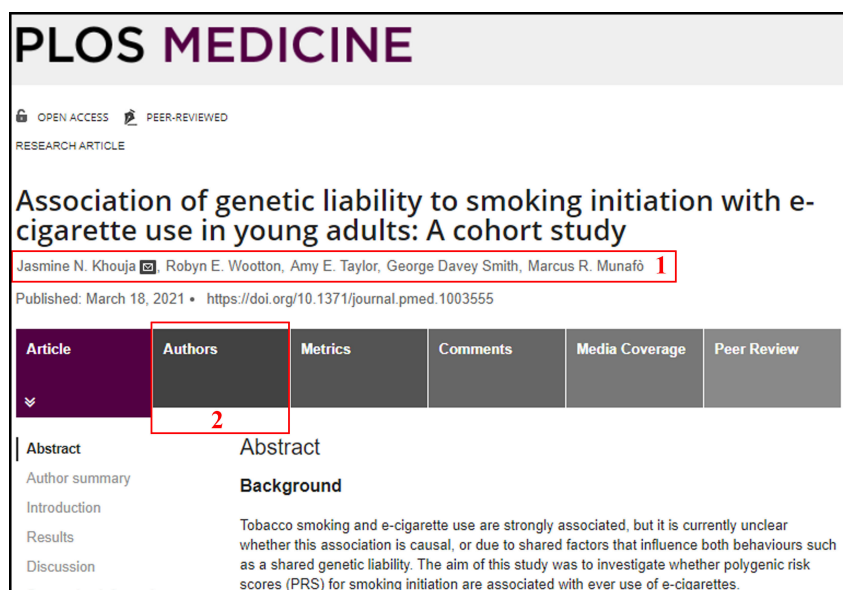 PLOS MEDICINE
OPEN ACCESS PEER-REVIEWED
RESEARCH ARTICLE
Association of genetic liability to smoking initiation with e-
cigarette use in young adults: A cohort study
Jasmine N. Khouja , Robyn E. Wootton, Amy E. Taylor, George Davey Smith, Marcus R. Munafò 1
Published: March 18, 2021 • https://doi.org/10.1371/journal.pmed.1003555
Article Authors Metrics Comments Media Coverage Peer Review
2
Abstract
Author summary
Introduction
Results
Discussion
Abstract
Background
Tobacco smoking and e-cigarette use are strongly associated, but it is currently unclear
whether this association is causal, or due to shared factors that influence both behaviours such
as a shared genetic liability. The aim of this study was to investigate whether polygenic risk
scores (PRS) for smoking initiation are associated with ever use of e-cigarettes.